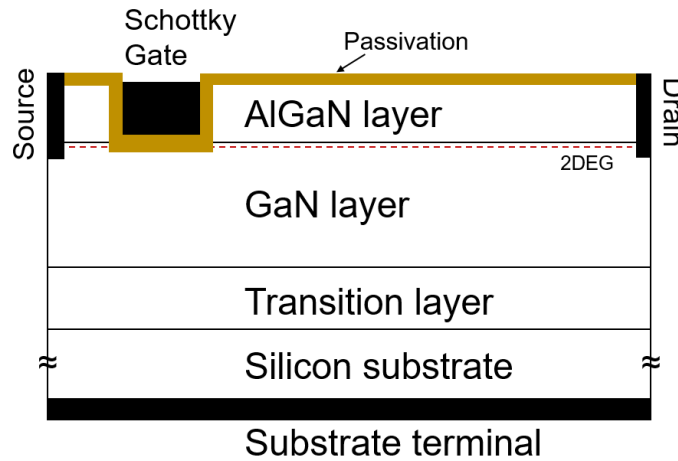 Schottky
Gate
Passivation
Source
AlGaN layer
Drain
2DEG
GaN layer
Transition layer
Silicon substrate
Substrate terminal